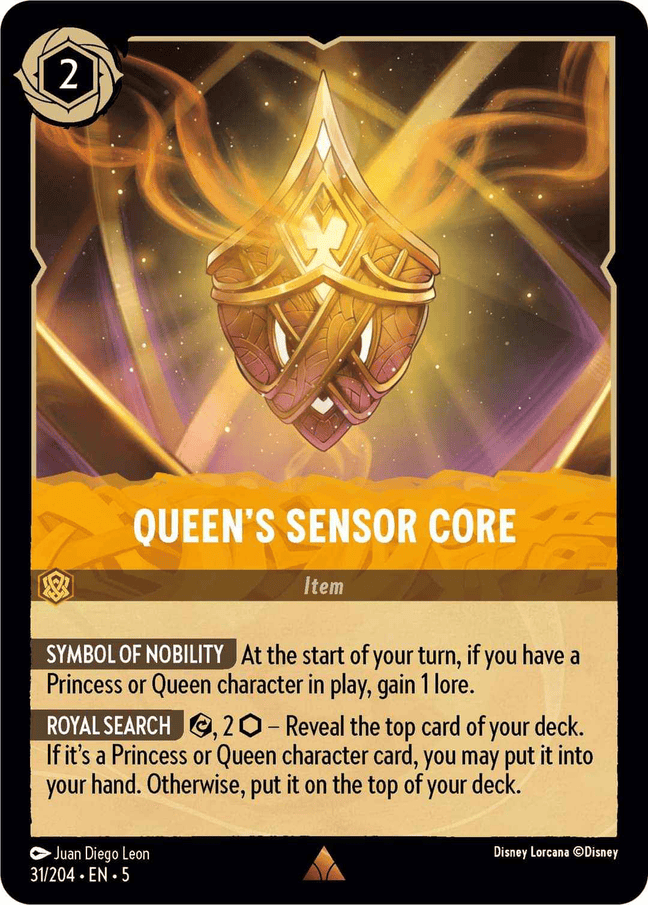 2
QUEEN'S SENSOR CORE
Item
SYMBOL OF NOBILITY At the start of your turn, if you have a
Princess or Queen character in play, gain 1 lore.
ROYAL SEARCH , 2 – Reveal the top card of your deck.
If it's a Princess or Queen character card, you may put it into
your hand. Otherwise, put it on the top of your deck.
Juan Diego Leon
Disney Lorcana ©Disney
31/204 • EN • 5